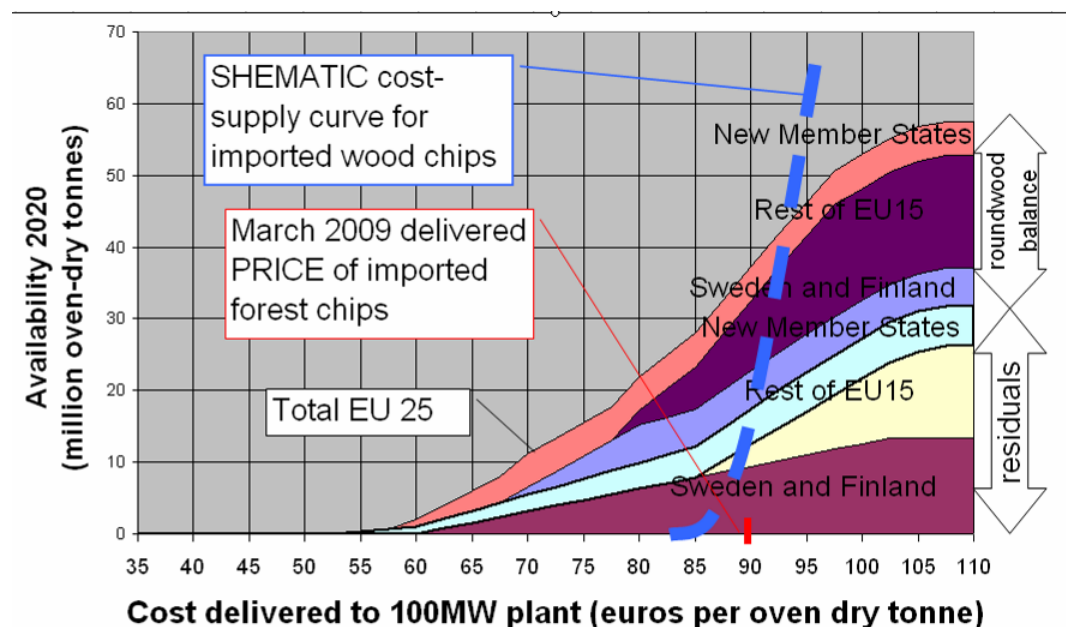 70
60
50
40
30
20
10
0
Availability 2020
(million oven-dry tonnes)
SHEMATIC cost-
supply curve for
imported wood chips
March 2009 delivered
PRICE of imported
forest chips
Total EU 25
New Member States
Rest of EU15
Sweden and Finland
New Member States
Rest of EU15
Sweden and Finland
roundwood
balance
residuals
35 40 45 50 55 60 65 70 75 80 85 90 95 100 105 110
Cost delivered to 100MW plant (euros per oven dry tonne)